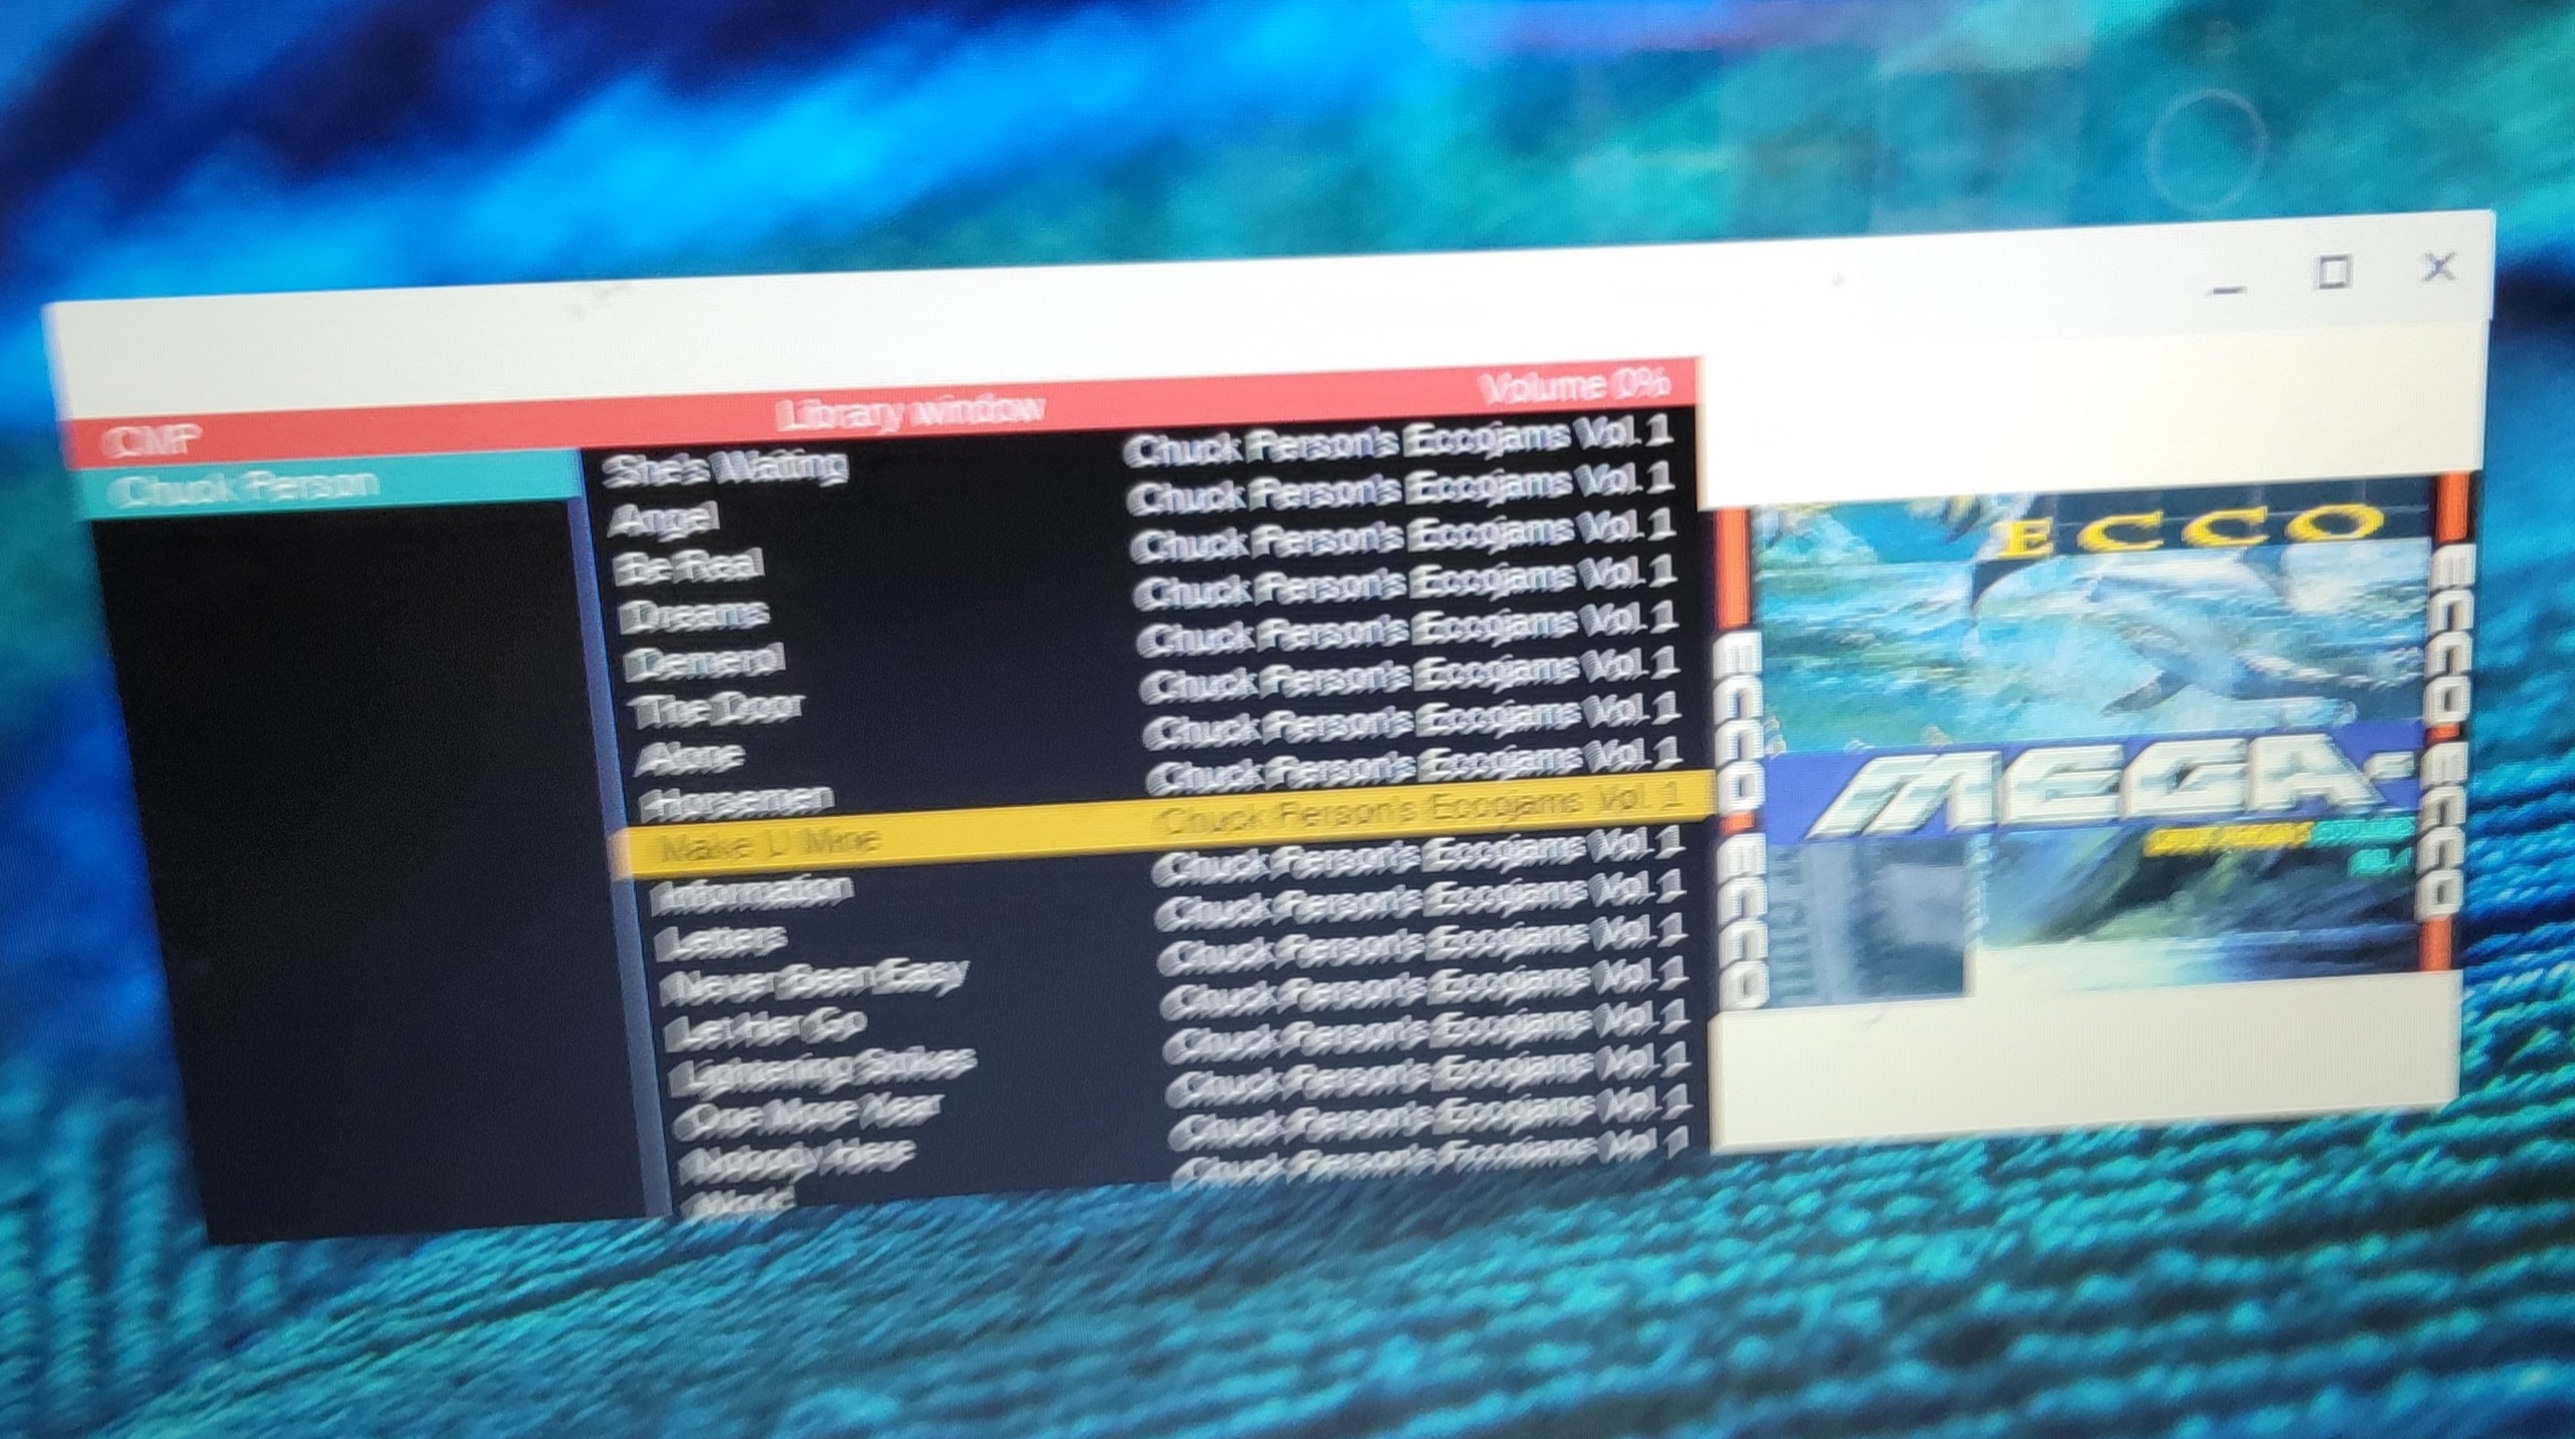 CMP Library window Volume 0%
Chuck Person
She's Waiting Chuck Person's Eccojams Vol. 1
Angel Chuck Person's Eccojams Vol. 1
Be Real Chuck Person's Eccojams Vol. 1
Dreams Chuck Person's Eccojams Vol. 1
Demerol Chuck Person's Eccojams Vol. 1
The Door Chuck Person's Eccojams Vol. 1
Alone Chuck Person's Eccojams Vol. 1
Horsemen Chuck Person's Eccojams Vol. 1
Make U Mine Chuck Person's Eccojams Vol. 1
Information Chuck Person's Eccojams Vol. 1
Letters Chuck Person's Eccojams Vol. 1
Never Been Easy Chuck Person's Eccojams Vol. 1
Let Her Go Chuck Person's Eccojams Vol. 1
Lightening Strikes Chuck Person's Eccojams Vol. 1
One More Year Chuck Person's Eccojams Vol. 1
Nobody Here Chuck Person's Eccojams Vol. 1
Chuck Person's Eccojams Vol 1
ECCO
MEGA-
ECCO ECCO
ECCO ECCO